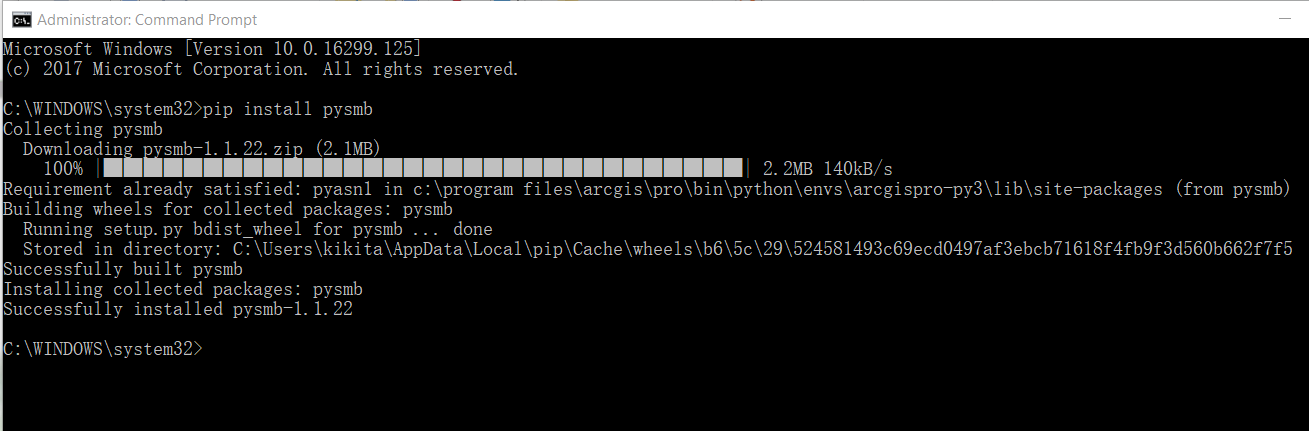 Administrator: Command Prompt
Microsoft Windows [Version 10.0.16299.125]
(c) 2017 Microsoft Corporation. All rights reserved.
C:\WINDOWS\system32>pip install pysmb
Collecting pysmb
Downloading pysmb-1.1.22.zip (2.1MB)
100% |████████████████████████████████| 2.2MB 140kB/s
Requirement already satisfied: pyasn1 in c:\program files\arcgis\pro\bin\python\envs\arcgispro-py3\lib\site-packages (from pysmb)
Building wheels for collected packages: pysmb
Running setup.py bdist_wheel for pysmb ... done
Stored in directory: C:\Users\kikita\AppData\Local\pip\Cache\wheels\b6\5c\29\524581493c69ecd0497af3ebcb71618f4fb9f3d560b662f7f5
Successfully built pysmb
Installing collected packages: pysmb
Successfully installed pysmb-1.1.22
C:\WINDOWS\system32>